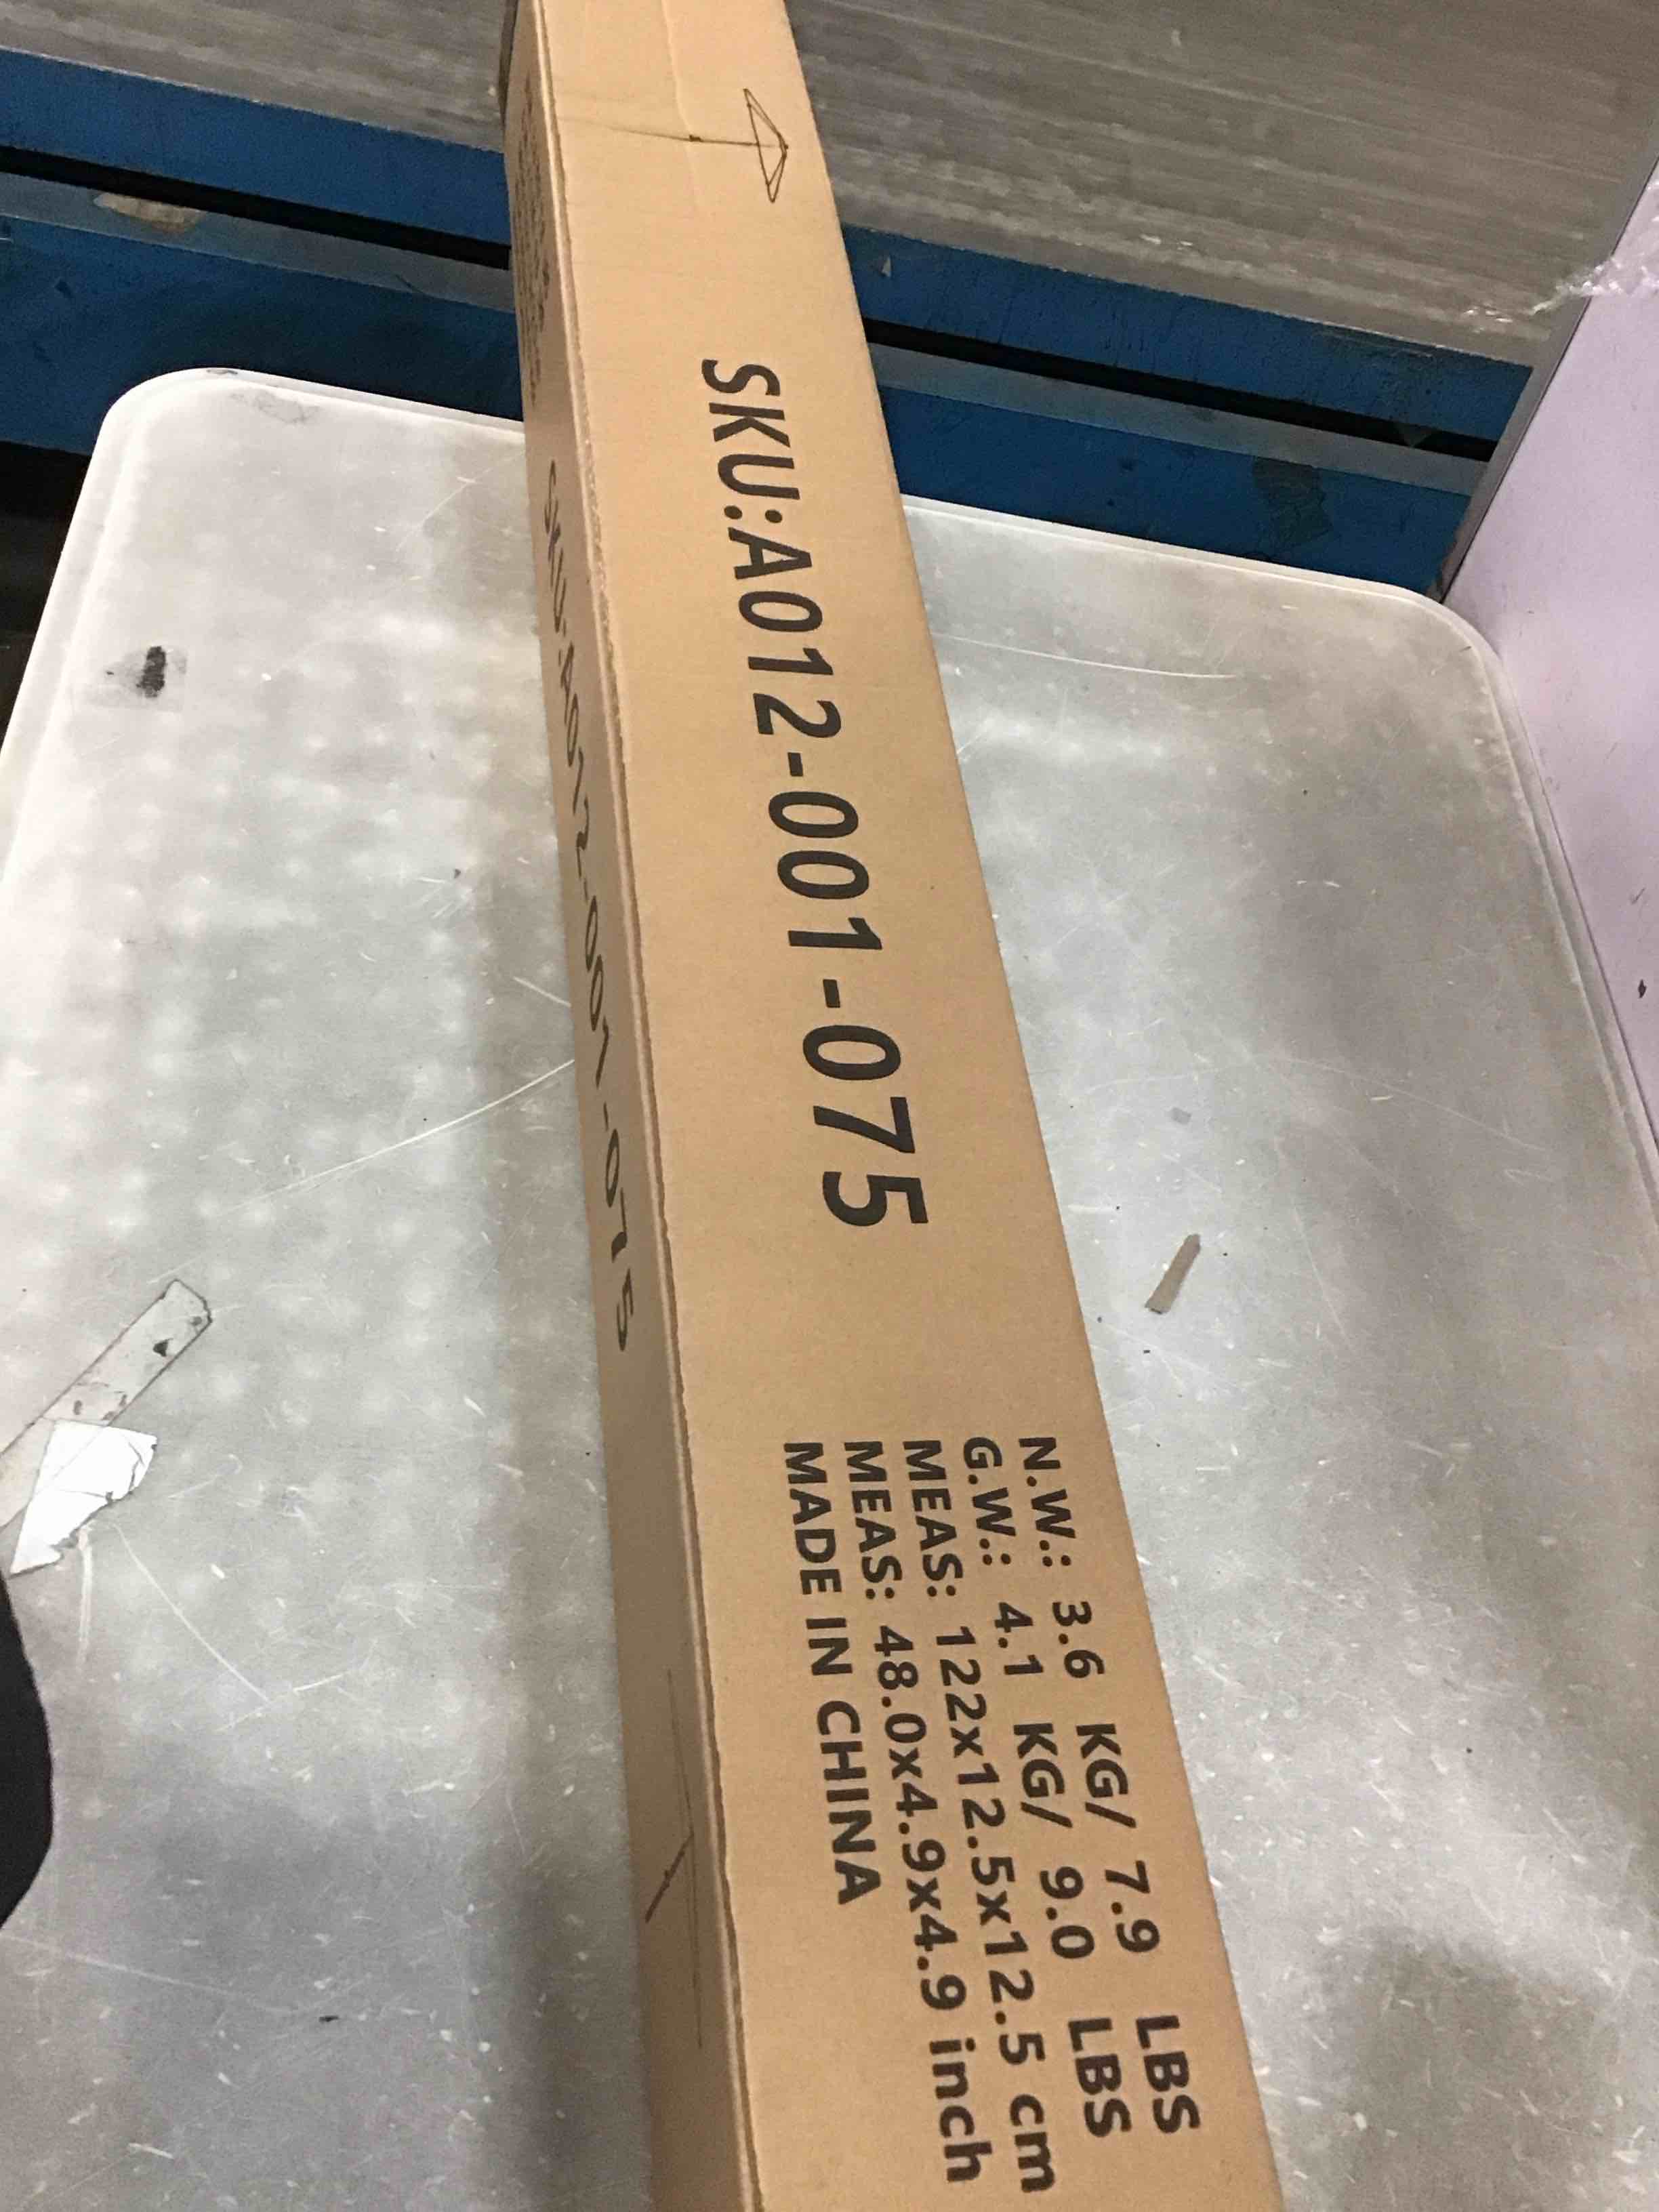 SKU:A012-001-075
N.W.: 3.6 KG/ 7.9 LBS
G.W.: 4.1 KG/ 9.0 LBS
MEAS: 122x12.5x12.5 cm
MEAS: 48.0x4.9x4.9 inch
MADE IN CHINA
SKU:A012-001-075